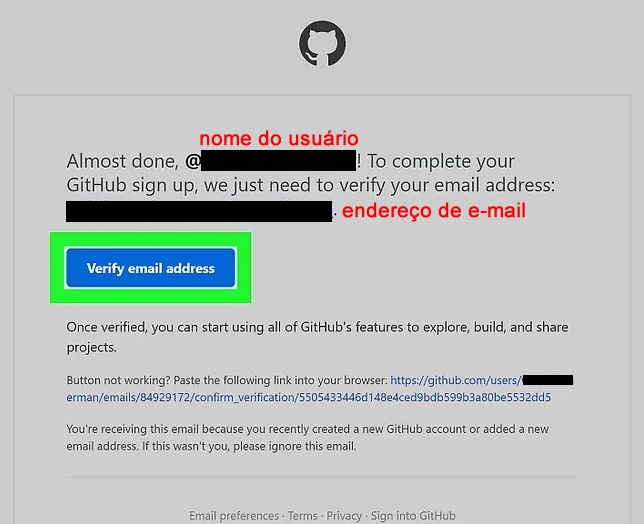 nome do usuário
Almost done, @! To complete your
GitHub sign up, we just need to verify your email address:
. endereço de e-mail
Verify email address
Once verified, you can start using all of GitHub's features to explore, build, and share
projects.
Button not working? Paste the following link into your browser: https://github.com/users/
erman/emails/84929172/confirm_verification/5505433446d148e4ced9bdb599b3a80be5532dd5
You're receiving this email because you recently created a new GitHub account or added a new
email address. If this wasn't you, please ignore this email.
Email preferences · Terms · Privacy · Sign into GitHub